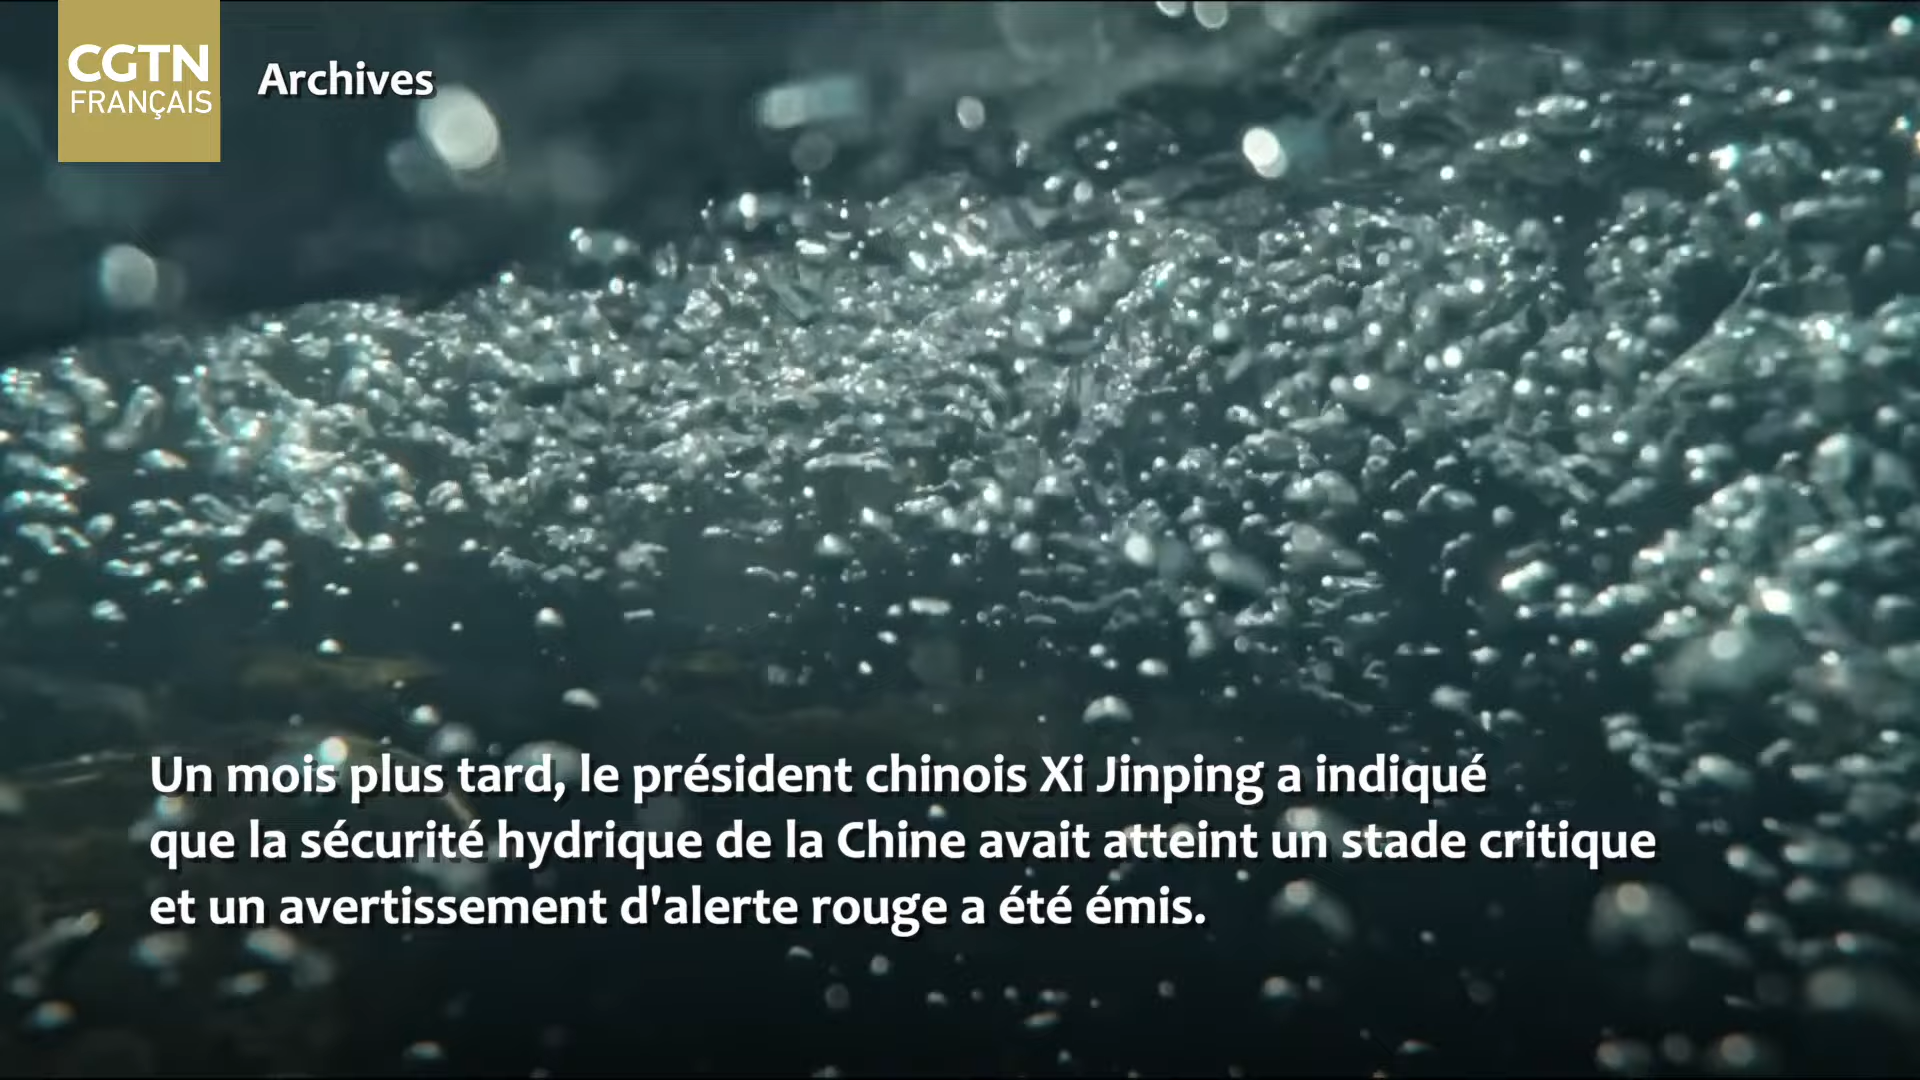 CGTN
FRANÇAIS
Archives
Un mois plus tard, le président chinois Xi Jinping a indiqué
que la sécurité hydrique de la Chine avait atteint un stade critique
et un avertissement d'alerte rouge a été émis.